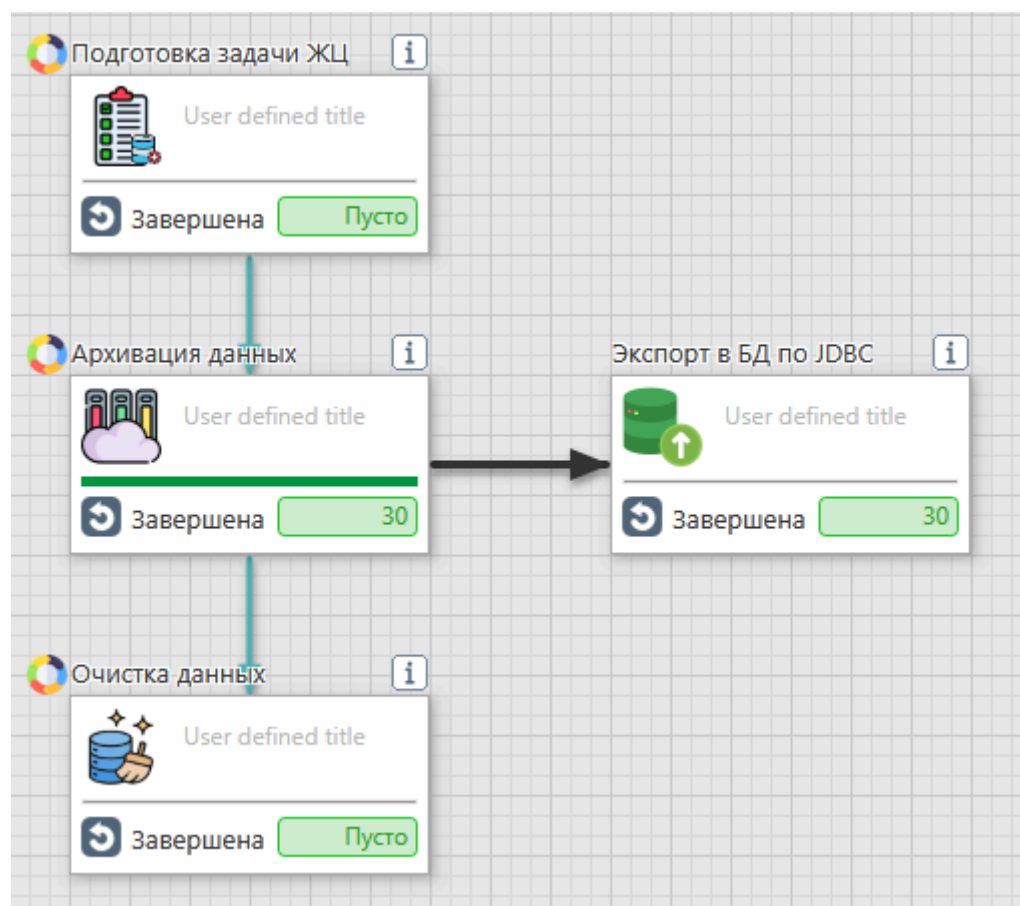 Подготовка задачи ЖЦ i
User defined title
Завершена Пусто
Архивация данных i
User defined title
Завершена 30
Экспорт в БД по JDBC i
User defined title
Завершена 30
Очистка данных i
User defined title
Завершена Пусто